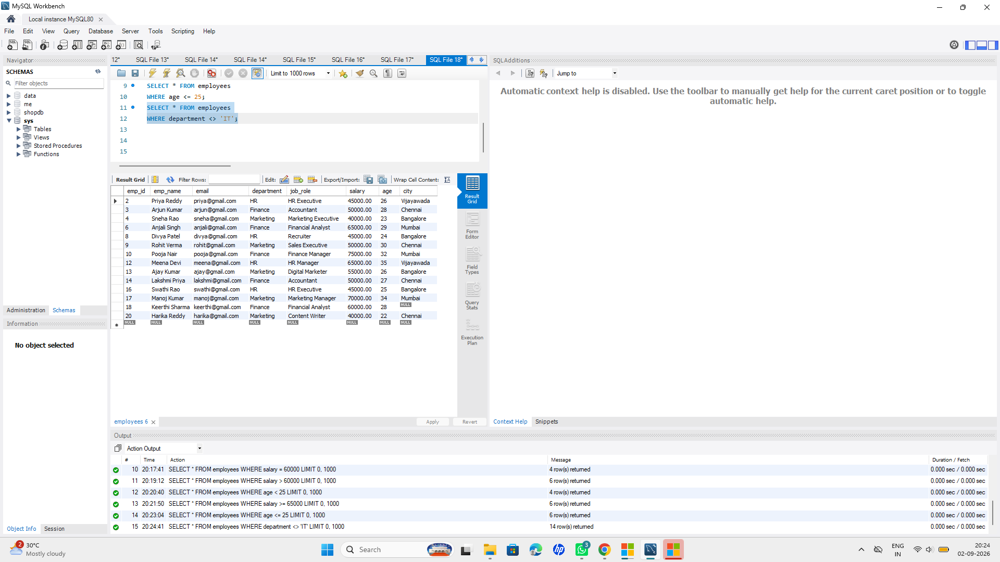 MySQL Workbench
Local instance MySQL80
File Edit View Query Database Server Tools Scripting Help
Navigator
SCHEMAS
Filter objects
data
me
shopdb
sys
Tables
Views
Stored Procedures
Functions
Administration Schemas
Information
No object selected
Object Info Session
12* SQL File 13* SQL File 14* SQL File 14* SQL File 15* SQL File 16* SQL File 17* SQL File 18*
Limit to 1000 rows
9 SELECT * FROM employees
10 WHERE age <= 25;
11 SELECT * FROM employees
12 WHERE department <> 'IT';
13
14
15
Result Grid Filter Rows: Edit: Export/Import: Wrap Cell Content:
emp_id emp_name email department job_role salary age city
2 Priya Reddy priya@gmail.com HR HR Executive 45000.00 26 Vijayawada
3 Arjun Kumar arjun@gmail.com Finance Accountant 50000.00 28 Chennai
4 Sneha Rao sneha@gmail.com Marketing Marketing Executive 40000.00 23 Bangalore
6 Anjali Singh anjali@gmail.com Finance Financial Analyst 65000.00 29 Mumbai
8 Divya Patel divya@gmail.com HR Recruiter 45000.00 24 Bangalore
9 Rohit Verma rohit@gmail.com Marketing Sales Executive 50000.00 30 Chennai
10 Pooja Nair pooja@gmail.com Finance Finance Manager 75000.00 32 Mumbai
12 Meena Devi meena@gmail.com HR HR Manager 65000.00 35 Vijayawada
13 Ajay Kumar ajay@gmail.com Marketing Digital Marketer 55000.00 26 Bangalore
14 Lakshmi Priya lakshmi@gmail.com Finance Accountant 50000.00 27 Chennai
16 Swathi Rao swathi@gmail.com HR HR Executive 45000.00 25 Bangalore
17 Manoj Kumar manoj@gmail.com Marketing Marketing Manager 70000.00 34 Mumbai
18 Keerthi Sharma keerthi@gmail.com Finance Financial Analyst 60000.00 28 NULL
20 Harika Reddy harika@gmail.com Marketing Content Writer 40000.00 22 Chennai
NULL NULL NULL NULL NULL NULL NULL NULL
Result Grid
Form Editor
Field Types
Query Stats
Execution Plan
employees 6 Apply Revert
SQLAdditions
Jump to
Automatic context help is disabled. Use the toolbar to manually get help for the current caret position or to toggle
automatic help.
Context Help Snippets
Output
Action Output
# Time Action Message Duration / Fetch
10 20:17:41 SELECT * FROM employees WHERE salary = 60000 LIMIT 0, 1000 4 row(s) returned 0.000 sec / 0.000 sec
11 20:19:12 SELECT * FROM employees WHERE salary > 60000 LIMIT 0, 1000 6 row(s) returned 0.000 sec / 0.000 sec
12 20:20:40 SELECT * FROM employees WHERE age < 25 LIMIT 0, 1000 4 row(s) returned 0.000 sec / 0.000 sec
13 20:21:50 SELECT * FROM employees WHERE salary >= 65000 LIMIT 0, 1000 6 row(s) returned 0.000 sec / 0.000 sec
14 20:23:04 SELECT * FROM employees WHERE age <= 25 LIMIT 0, 1000 6 row(s) returned 0.000 sec / 0.000 sec
15 20:24:41 SELECT * FROM employees WHERE department <> 'IT' LIMIT 0, 1000 14 row(s) returned 0.000 sec / 0.000 sec
2
30°C
Mostly cloudy
Search
hp
3
ENG
IN
20:24
02-09-2026